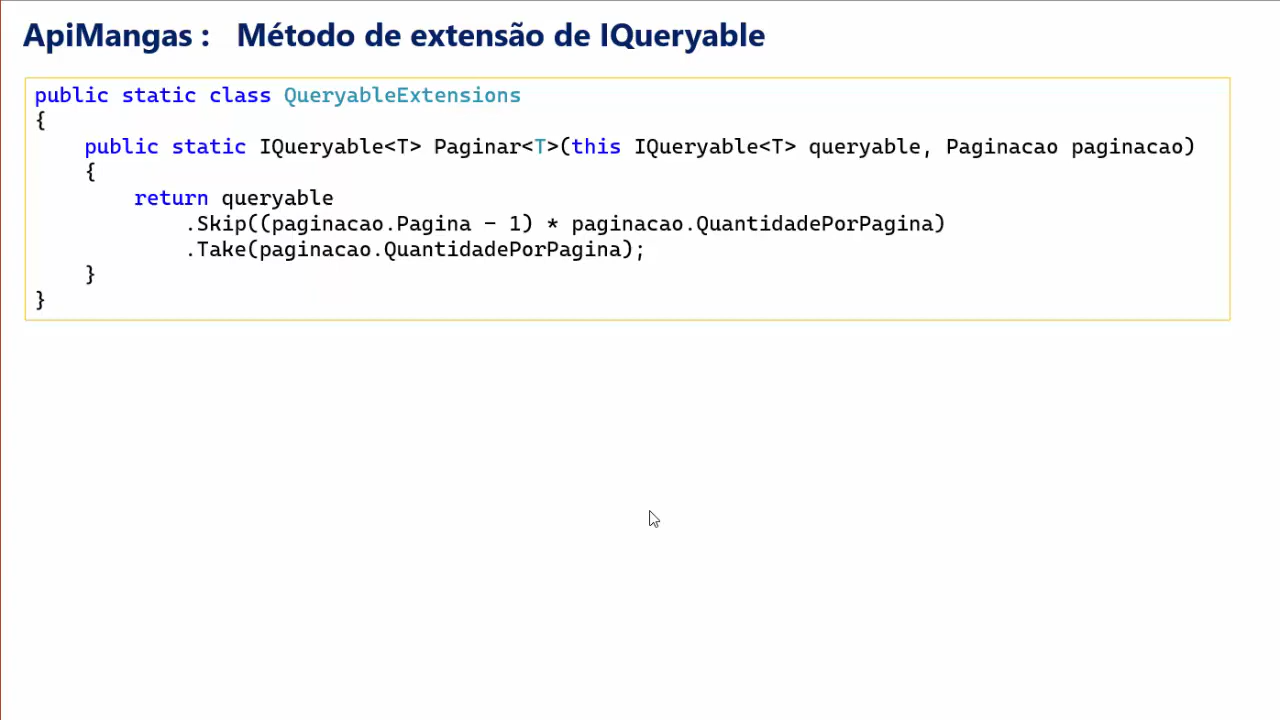 ApiMangas : Método de extensão de IQueryable
public static class QueryableExtensions
{
    public static IQueryable<T> Paginar<T>(this IQueryable<T> queryable, Paginacao paginacao)
    {
        return queryable
            .Skip((paginacao.Pagina - 1) * paginacao.QuantidadePorPagina)
            .Take(paginacao.QuantidadePorPagina);
    }
}